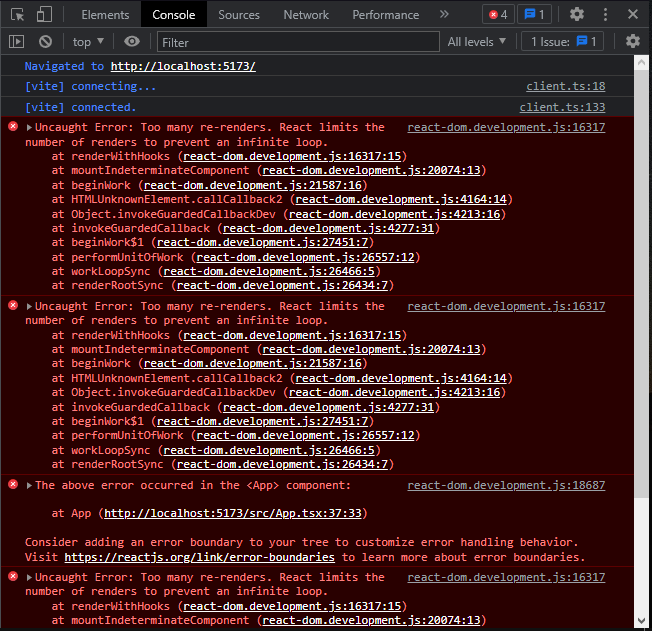 Elements Console Sources Network Performance » 4 1
top ▼ Filter All levels ▼ 1 Issue: 1
Navigated to http://localhost:5173/
[vite] connecting... client.ts:18
[vite] connected. client.ts:133
▶Uncaught Error: Too many re-renders. React limits the react-dom.development.js:16317
number of renders to prevent an infinite loop.
at renderWithHooks (react-dom.development.js:16317:15)
at mountIndeterminateComponent (react-dom.development.js:20074:13)
at beginWork (react-dom.development.js:21587:16)
at HTMLUnknownElement.callCallback2 (react-dom.development.js:4164:14)
at Object.invokeGuardedCallbackDev (react-dom.development.js:4213:16)
at invokeGuardedCallback (react-dom.development.js:4277:31)
at beginWork$1 (react-dom.development.js:27451:7)
at performUnitOfWork (react-dom.development.js:26557:12)
at workLoopSync (react-dom.development.js:26466:5)
at renderRootSync (react-dom.development.js:26434:7)
▶Uncaught Error: Too many re-renders. React limits the react-dom.development.js:16317
number of renders to prevent an infinite loop.
at renderWithHooks (react-dom.development.js:16317:15)
at mountIndeterminateComponent (react-dom.development.js:20074:13)
at beginWork (react-dom.development.js:21587:16)
at HTMLUnknownElement.callCallback2 (react-dom.development.js:4164:14)
at Object.invokeGuardedCallbackDev (react-dom.development.js:4213:16)
at invokeGuardedCallback (react-dom.development.js:4277:31)
at beginWork$1 (react-dom.development.js:27451:7)
at performUnitOfWork (react-dom.development.js:26557:12)
at workLoopSync (react-dom.development.js:26466:5)
at renderRootSync (react-dom.development.js:26434:7)
▶The above error occurred in the <App> component: react-dom.development.js:18687
at App (http://localhost:5173/src/App.tsx:37:33)
Consider adding an error boundary to your tree to customize error handling behavior.
Visit https://reactjs.org/link/error-boundaries to learn more about error boundaries.
▶Uncaught Error: Too many re-renders. React limits the react-dom.development.js:16317
number of renders to prevent an infinite loop.
at renderWithHooks (react-dom.development.js:16317:15)
at mountIndeterminateComponent (react-dom.development.js:20074:13)